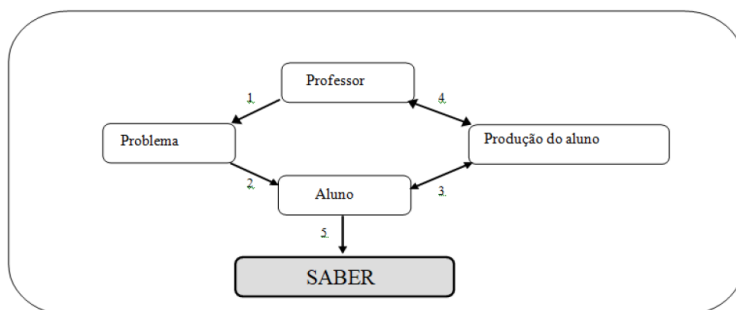 Professor
1.
4.
Problema
Produção do aluno
2.
Aluno
3.
5.
SABER